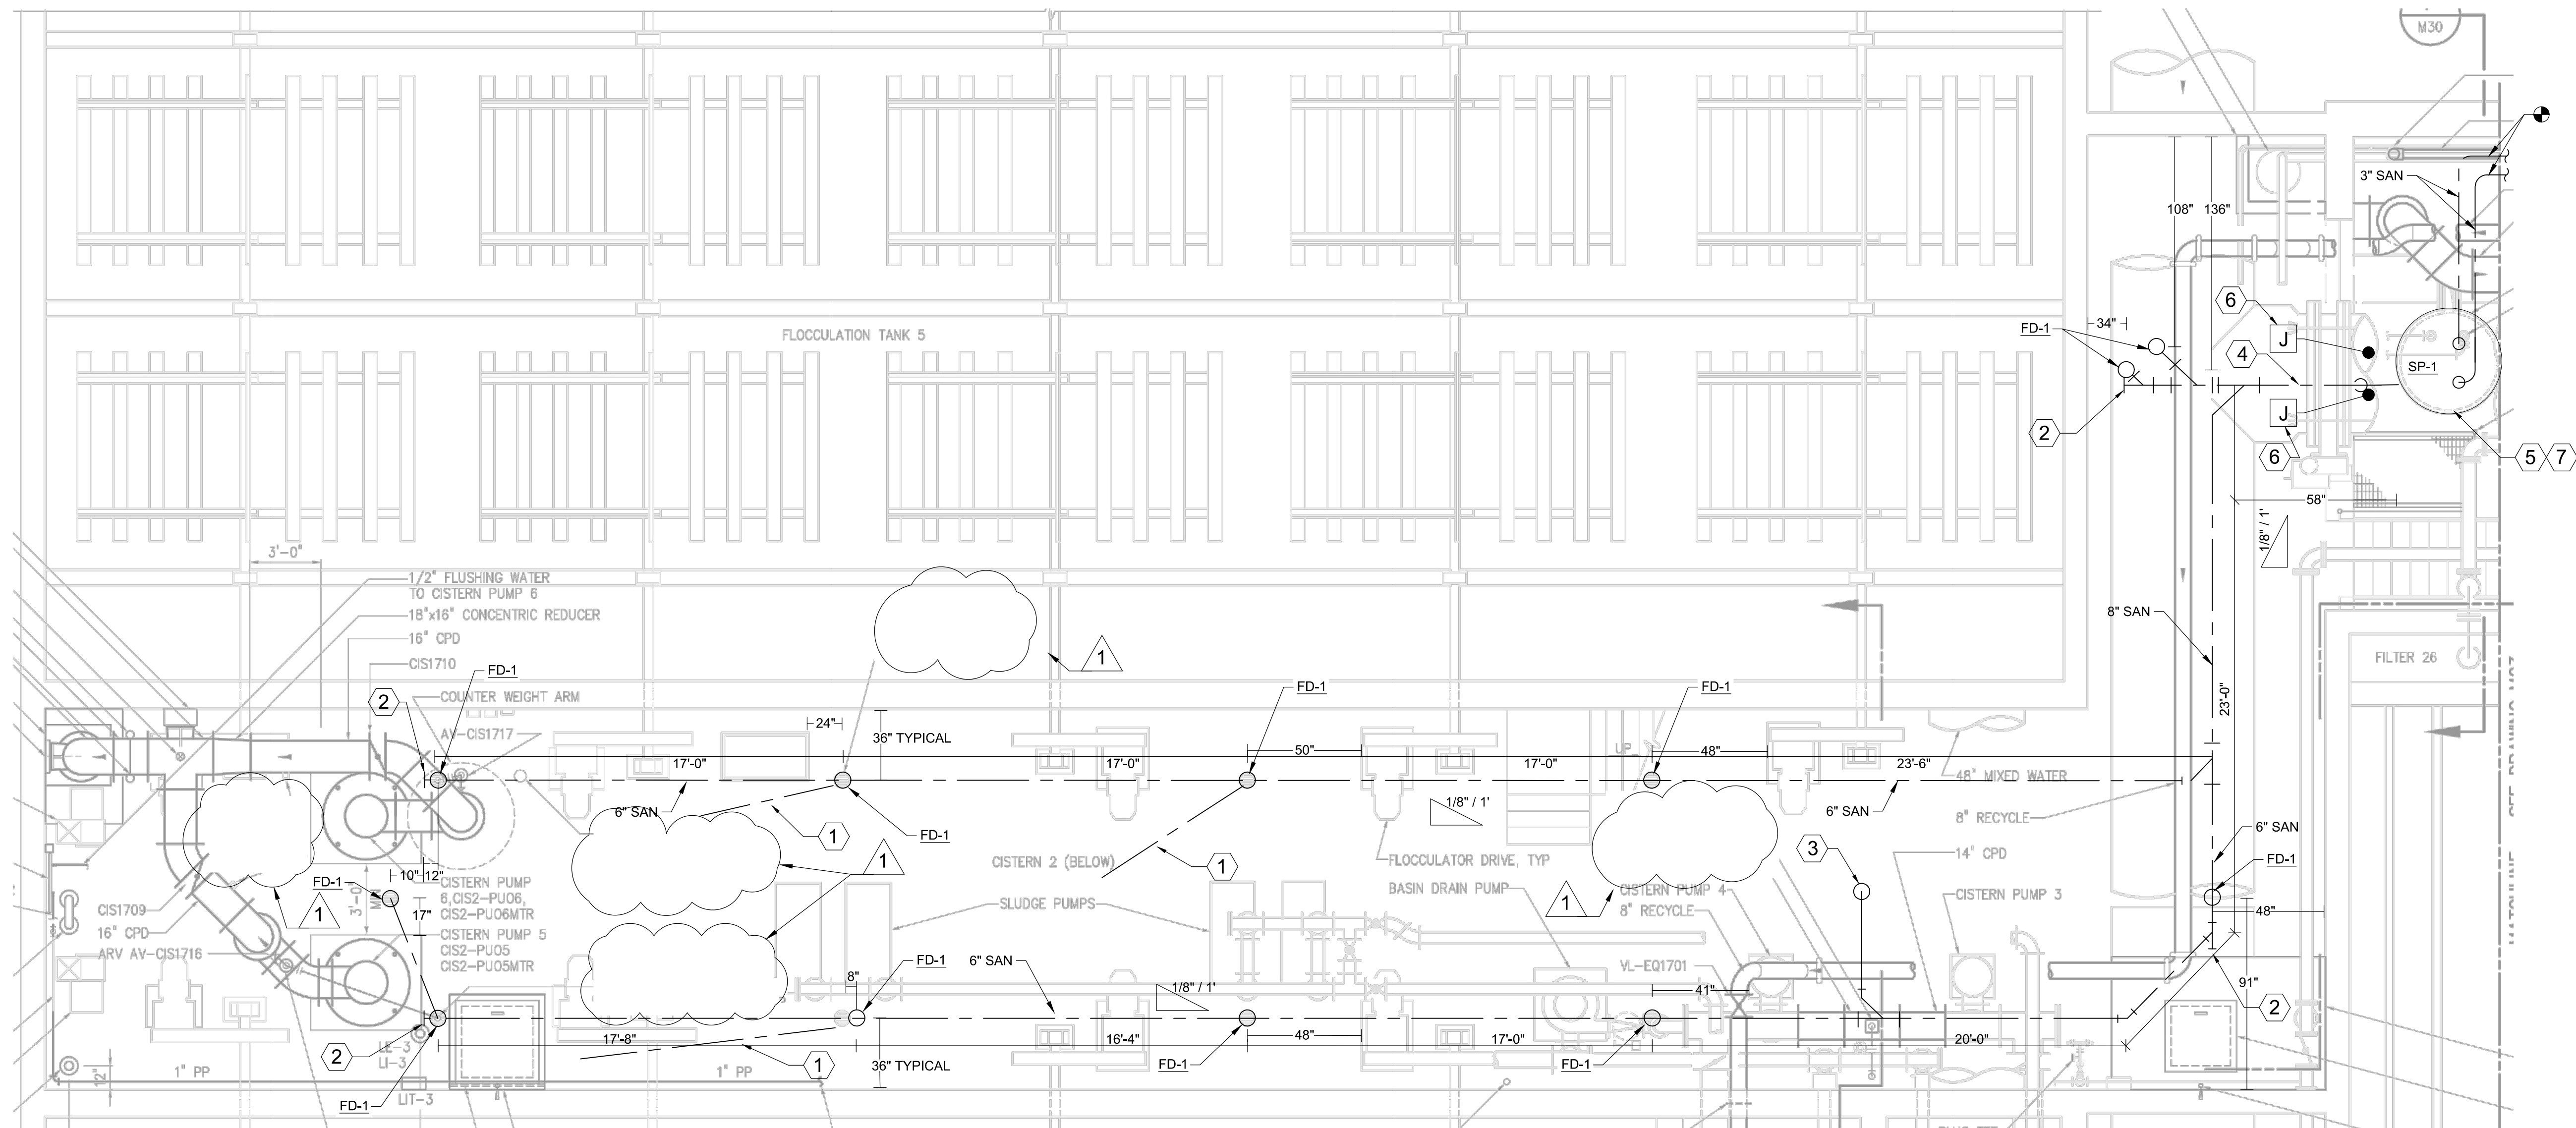 M30
3" SAN
108"
136"
6
J
FD-1
34"
4
SP-1
FLOCCULATION TANK 5
J
2
6
5
7
58"
1/8" / 1'
3'-0"
1/2" FLUSHING WATER
TO CISTERN PUMP 6
18"x16" CONCENTRIC REDUCER
16" CPD
CIS1710
FD-1
COUNTER WEIGHT ARM
2
AV-CIS1717
1
8" SAN
FILTER 26
23'-0"
FD-1
FD-1
24"
36" TYPICAL
50"
UP
48"
17'-0"
17'-0"
17'-0"
23'-6"
48" MIXED WATER
6" SAN
1/8" / 1'
6" SAN
8" RECYCLE
6" SAN
1
FD-1
1
1
CISTERN 2 (BELOW)
FLOCCULATOR DRIVE, TYP
3
14" CPD
FD-1
10"
12"
FD-1
3'-0"
MIN
17"
CISTERN PUMP
6,CIS2-PU06,
CIS2-PU06MTR
BASIN DRAIN PUMP
CISTERN PUMP 4
CISTERN PUMP 3
CIS1709
1
SLUDGE PUMPS
1
8" RECYCLE
48"
16" CPD
CISTERN PUMP 5
CIS2-PU05
CIS2-PU05MTR
ARV AV-CIS1716
FD-1
6" SAN
VL-EQ1701
8"
1/8" / 1'
41"
91"
2
17'-8"
16'-4"
48"
17'-0"
20'-0"
2
LE-3
LI-3
1" PP
1
1" PP
36" TYPICAL
FD-1
FD-1
12"
LIT-3
FD-1